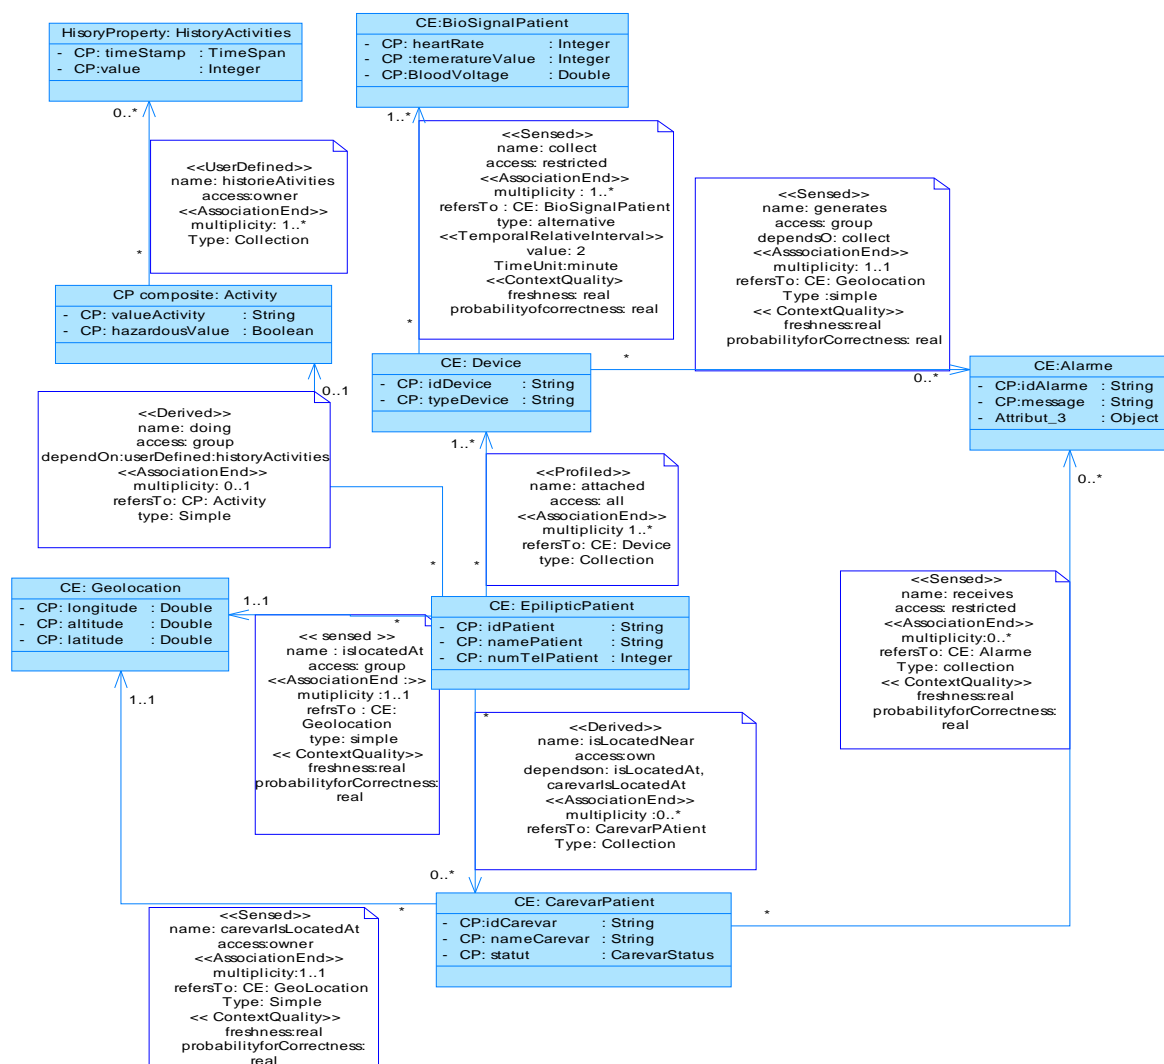 HisoryProperty: HistoryActivities
- CP: timeStamp : TimeSpan
- CP:value : Integer
CE:BioSignalPatient
- CP: heartRate : Integer
- CP :temeratureValue : Integer
- CP:BloodVoltage : Double
0..*
1..*
<<UserDefined>>
name: historieAtivities
access:owner
<<AssociationEnd>>
multiplicity: 1..*
Type: Collection
*
<<Sensed>>
name: collect
access: restricted
<<AssociationEnd>>
multiplicity : 1..*
refersTo : CE: BioSignalPatient
type: alternative
<<TemporalRelativeInterval>>
value: 2
TimeUnit:minute
<<ContextQuality>
freshness: real
probabilityofcorrectness: real
*
<<Sensed>>
name: generates
access: group
dependsO: collect
<<AsssociationEnd>>
multiplicity: 1..1
refersTo: CE: Geolocation
Type :simple
<< ContextQuality>
freshness:real
probabilityforCorrectness: real
CP composite: Activity
- CP: valueActivity : String
- CP: hazardousValue : Boolean
0..1
CE: Device
- CP: idDevice : String
- CP: typeDevice : String
*
0..*
1..*
CE:Alarme
- CP:idAlarme : String
- CP:message : String
- Attribut_3 : Object
0..*
<<Derived>>
name: doing
access: group
dependOn:userDefined:historyActivities
<<AssociationEnd>>
multiplicity: 0..1
refersTo: CP: Activity
type: Simple
*
<<Profiled>>
name: attached
access: all
<<AssociationEnd>>
multiplicity 1..*
refersTo: CE: Device
type: Collection
*
CE: Geolocation
- CP: longitude : Double
- CP: altitude : Double
- CP: latitude : Double
1..1
1..1
*
CE: EpilipticPatient
- CP: idPatient : String
- CP: namePatient : String
- CP: numTelPatient : Integer
*
<< sensed >>
name : islocatedAt
access: group
<<AssociationEnd :>>
mutiplicity :1..1
refrsTo : CE:
Geolocation
type: simple
<< ContextQuality>>
freshness:real
probabilityforCorrectness:
real
<<Derived>>
name: isLocatedNear
access:own
dependson: isLocatedAt,
carevarIsLocatedAt
<<AssociationEnd>>
multiplicity :0..*
refersTo: CarevarPAtient
Type: Collection
0..*
<<Sensed>>
name: receives
access: restricted
<<AssociationEnd>>
multiplicity:0..*
refersTo: CE: Alarme
Type: collection
<< ContextQuality>
freshness:real
probabilityforCorrectness:
real
CE: CarevarPatient
- CP:idCarevar : String
- CP: nameCarevar : String
- CP: statut : CarevarStatus
*
*
<<Sensed>>
name: carevarIsLocatedAt
access:owner
<<AssociationEnd>>
multiplicity:1..1
refersTo: CE: GeoLocation
Type: Simple
<< ContextQuality>
freshness:real
probabilityforCorrectness:
real